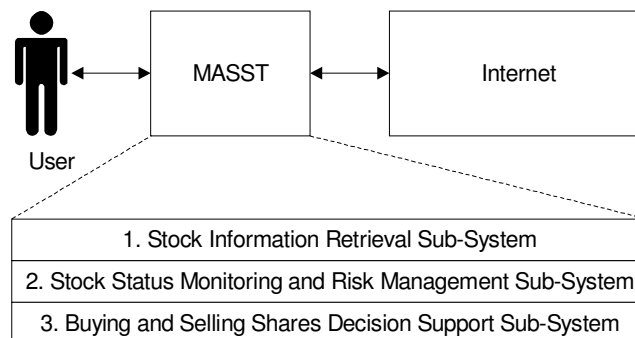 MASST
Internet
User
1. Stock Information Retrieval Sub-System
2. Stock Status Monitoring and Risk Management Sub-System
3. Buying and Selling Shares Decision Support Sub-System